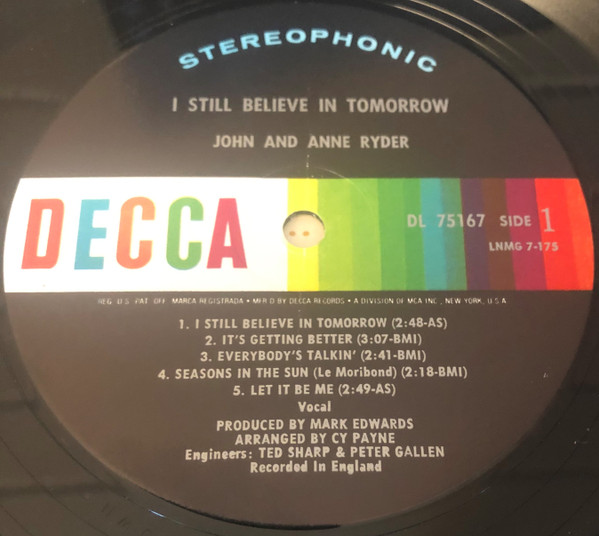 STEREOPHONIC
I STILL BELIEVE IN TOMORROW
JOHN AND ANNE RYDER
DECCA
DL 75167 SIDE 1
LNMG 7-175
REG. U.S. PAT. OFF. MARCA REGISTRADA • MFR'D BY DECCA RECORDS • A DIVISION OF MCA INC., NEW YORK, U.S.A.
1. I STILL BELIEVE IN TOMORROW (2:48-AS)
2. IT'S GETTING BETTER (3:07-BMI)
3. EVERYBODY'S TALKIN' (2:41-BMI)
4. SEASONS IN THE SUN (Le Moribond) (2:18-BMI)
5. LET IT BE ME (2:49-AS)
Vocal
PRODUCED BY MARK EDWARDS
ARRANGED BY CY PAYNE
Engineers: TED SHARP & PETER GALLEN
Recorded In England